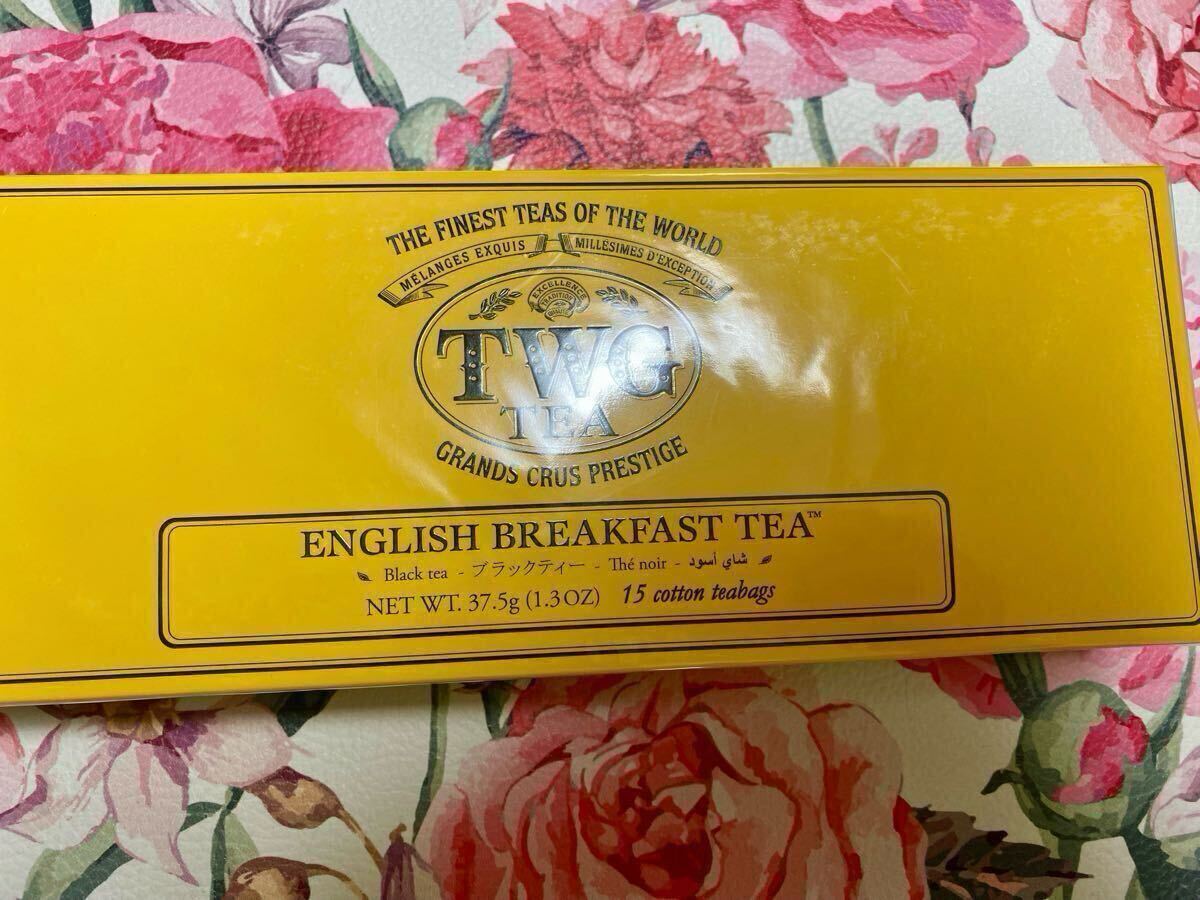 THE FINEST TEAS OF THE WORLD
MÉLANGES EXQUIS MILLÉSIMES D'EXCEPTION
EXCELLENCE
TRADITION
TWG
TEA
GRANDS CRUS PRESTIGE
ENGLISH BREAKFAST TEA™
Black tea - ブラックティー - Thé noir - شاي أسود
NET WT. 37.5g (1.3 OZ) 15 cotton teabags